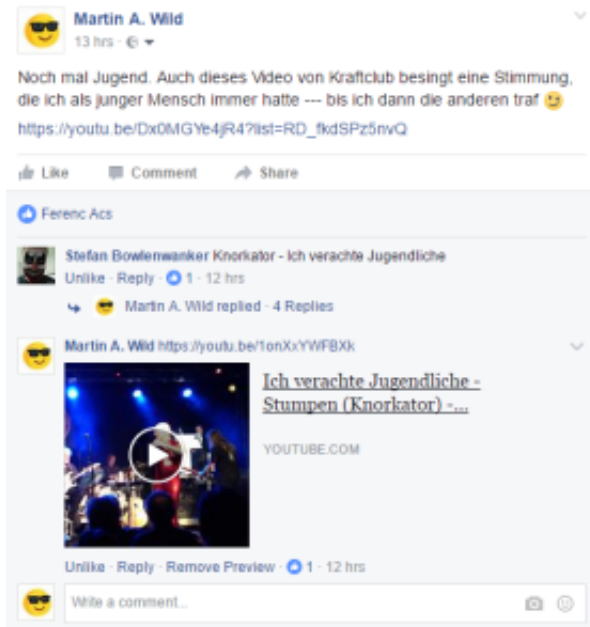 Martin A. Wild
13 hrs ·
Noch mal Jugend. Auch dieses Video von Kraftclub besingt eine Stimmung,
die ich als junger Mensch immer hatte --- bis ich dann die anderen traf 😉
https://youtu.be/Dx0MGYe4jR4?list=RD_fkdSPz5nvQ
Like Comment Share
Ferenc Acs
Stefan Bowlenwanker Knorkator - Ich verachte Jugendliche
Unlike · Reply · 1 · 12 hrs
Martin A. Wild replied · 4 Replies
Martin A. Wild https://youtu.be/1onXxYWFBXk
Ich verachte Jugendliche -
Stumpen (Knorkator) -...
YOUTUBE.COM
Unlike · Reply · Remove Preview · 1 · 12 hrs
Write a comment...